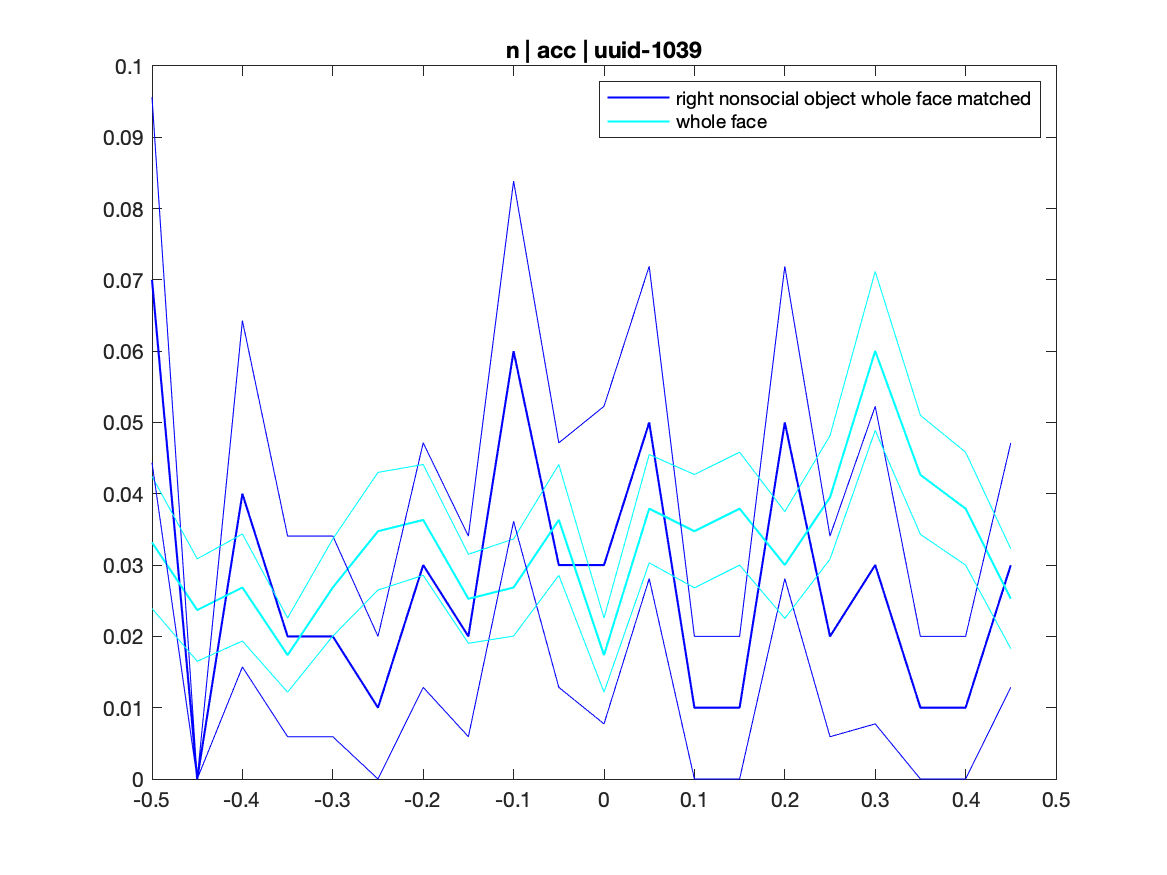 n | acc | uuid-1039
right nonsocial object whole face matched
whole face
0.1
0.09
0.08
0.07
0.06
0.05
0.04
0.03
0.02
0.01
0
-0.5 -0.4 -0.3 -0.2 -0.1 0 0.1 0.2 0.3 0.4 0.5